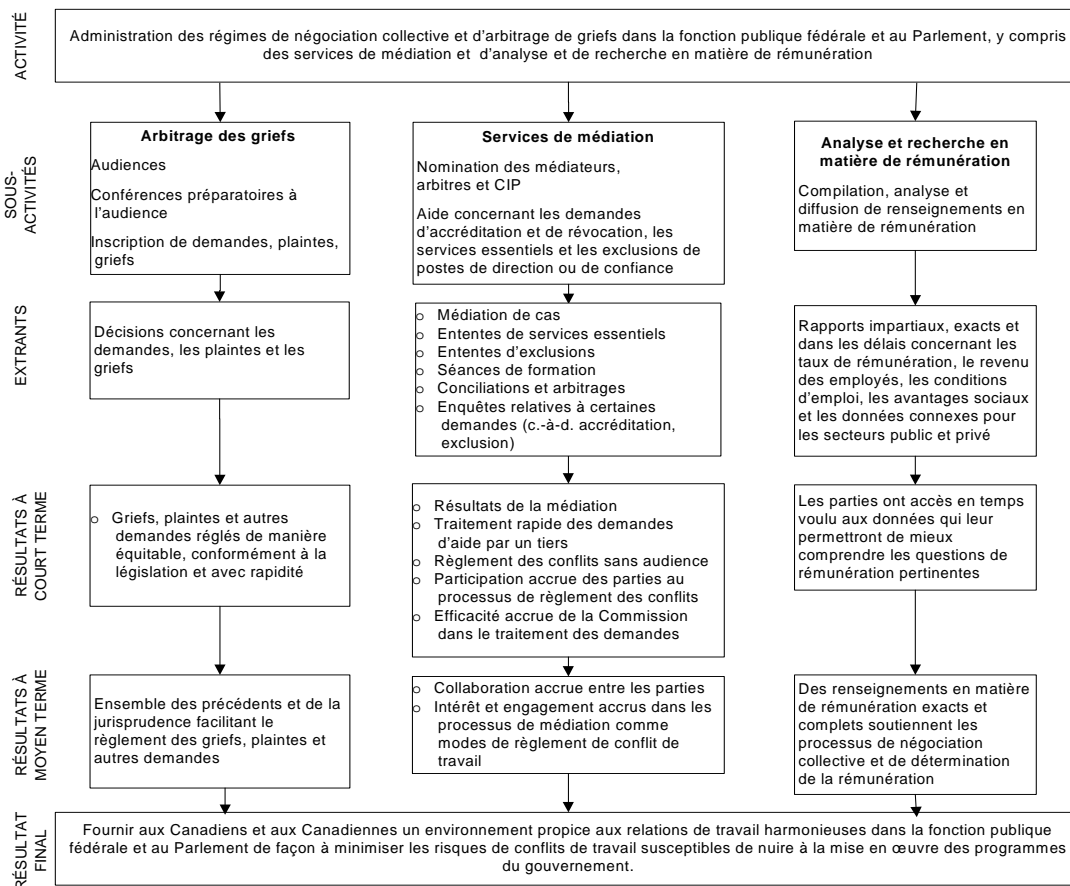 ACTIVITÉ
Administration des régimes de négociation collective et d'arbitrage de griefs dans la fonction publique fédérale et au Parlement, y compris
des services de médiation et d'analyse et de recherche en matière de rémunération
SOUS-
ACTIVITÉS
Arbitrage des griefs
Audiences
Conférences préparatoires à
l'audience
Inscription de demandes, plaintes,
griefs
Services de médiation
Nomination des médiateurs,
arbitres et CIP
Aide concernant les demandes
d'accréditation et de révocation, les
services essentiels et les exclusions de
postes de direction ou de confiance
Analyse et recherche en
matière de rémunération
Compilation, analyse et
diffusion de renseignements en
matière de rémunération
EXTRANTS
Décisions concernant les
demandes, les plaintes et les
griefs
o Médiation de cas
o Ententes de services essentiels
o Ententes d'exclusions
o Séances de formation
o Conciliations et arbitrages
o Enquêtes relatives à certaines
demandes (c.-à-d. accréditation,
exclusion)
Rapports impartiaux, exacts et
dans les délais concernant les
taux de rémunération, le revenu
des employés, les conditions
d'emploi, les avantages sociaux
et les données connexes pour
les secteurs public et privé
RÉSULTATS À
COURT TERME
o Griefs, plaintes et autres
demandes réglés de manière
équitable, conformément à la
législation et avec rapidité
o Résultats de la médiation
o Traitement rapide des demandes
d'aide par un tiers
o Règlement des conflits sans audience
o Participation accrue des parties au
processus de règlement des conflits
o Efficacité accrue de la Commission
dans le traitement des demandes
Les parties ont accès en temps
voulu aux données qui leur
permettront de mieux
comprendre les questions de
rémunération pertinentes
RÉSULTATS À
MOYEN TERME
Ensemble des précédents et de la
jurisprudence facilitant le
règlement des griefs, plaintes et
autres demandes
o Collaboration accrue entre les parties
o Intérêt et engagement accrus dans les
processus de médiation comme
modes de règlement de conflit de
travail
Des renseignements en matière
de rémunération exacts et
complets soutiennent les
processus de négociation
collective et de détermination
de la rémunération
RÉSULTAT
FINAL
Fournir aux Canadiens et aux Canadiennes un environnement propice aux relations de travail harmonieuses dans la fonction publique
fédérale et au Parlement de façon à minimiser les risques de conflits de travail susceptibles de nuire à la mise en œuvre des programmes
du gouvernement.